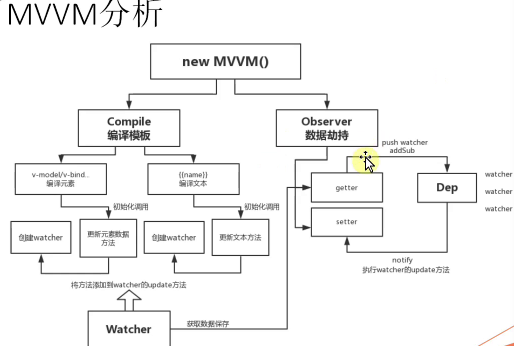 MVVM分析
new MVVM()
Compile
编译模板
Observer
数据劫持
push watcher
addSub
v-model/v-bind..
编译元素
{{name}}
编译文本
getter
Dep
watcher
watcher
watcher
初始化调用
初始化调用
setter
创建watcher
更新元素数据
方法
创建watcher
更新文本方法
notify
执行watcher的update方法
将方法添加到watcher的update方法
Watcher
获取数据保存